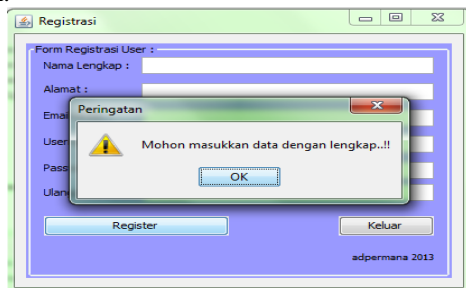 Registrasi
Form Registrasi User :
Nama Lengkap :
Alamat :
Emai
Peringatan
User
Mohon masukkan data dengan lengkap..!!
Pass
OK
Ulan
Register
Keluar
adpermana 2013